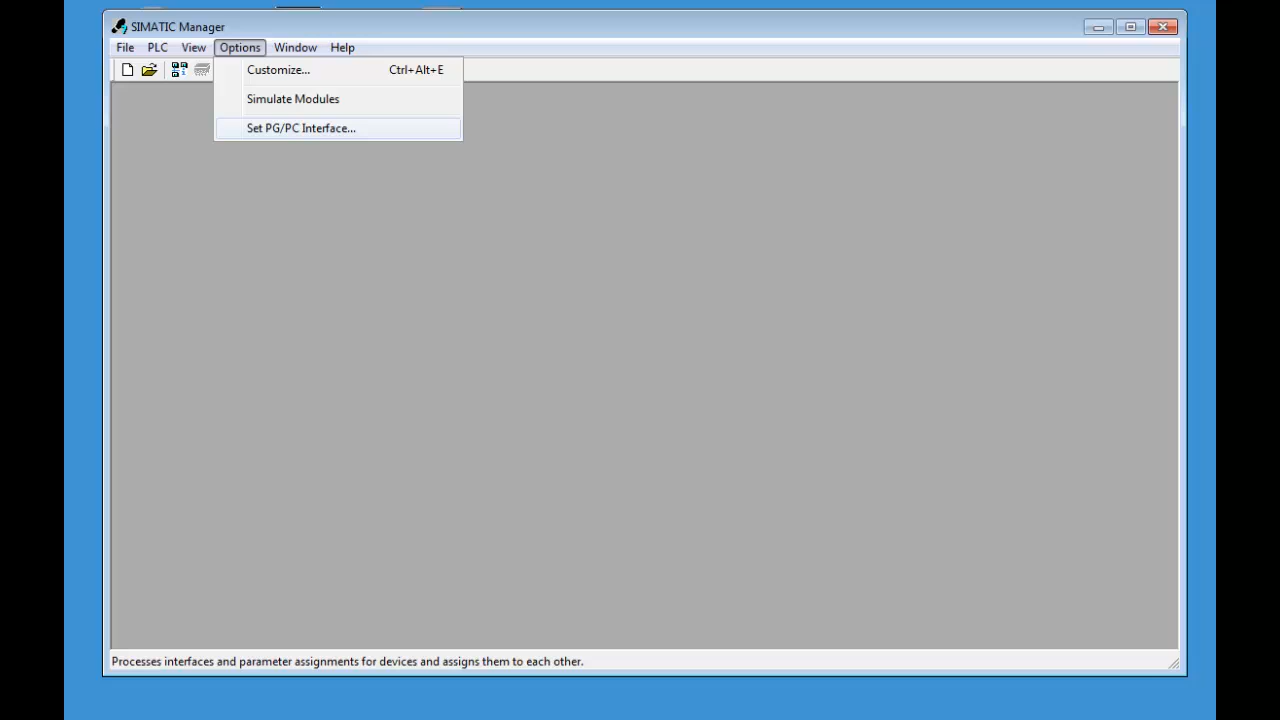 SIMATIC Manager
File PLC View Options Window Help
Customize... Ctrl+Alt+E
Simulate Modules
Set PG/PC Interface...
Processes interfaces and parameter assignments for devices and assigns them to each other.